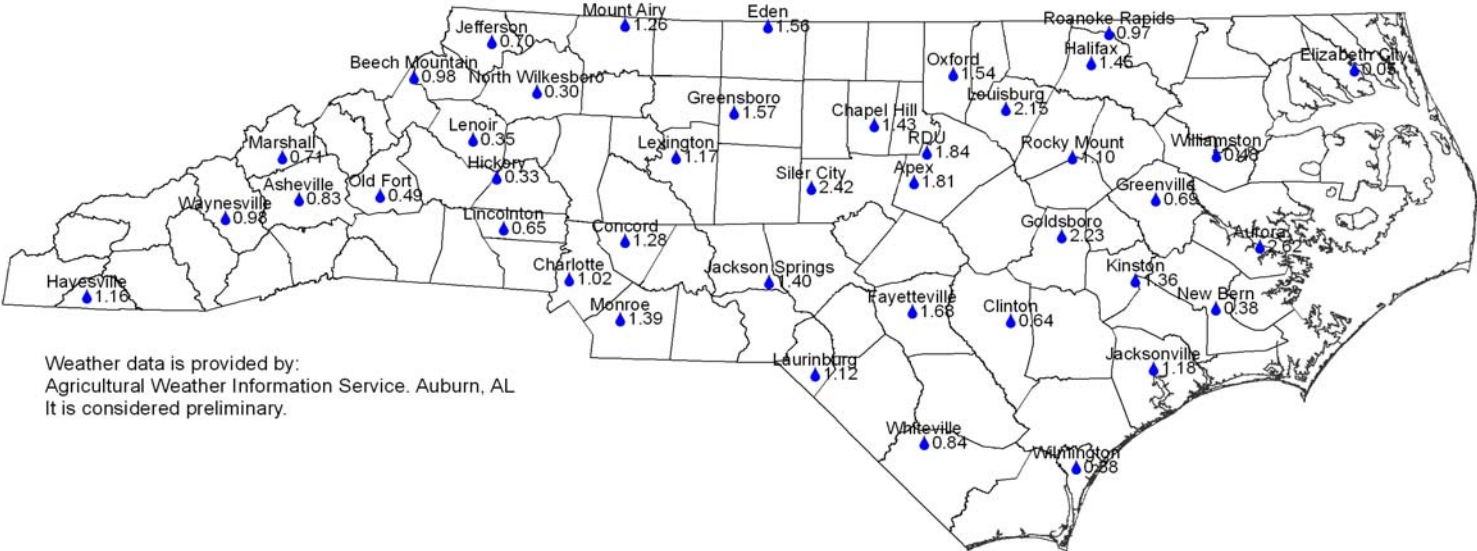 Mount Airy
1.26
Eden
1.56
Roanoke Rapids
0.97
Jefferson
0.70
Halifax
1.45
Elizabeth City
0.05
Beech Mountain
0.98
North Wilkesboro
0.30
Oxford
1.54
Louisburg
2.15
Greensboro
1.57
Chapel Hill
1.43
Lenoir
0.35
Marshall
0.71
Lexington
1.17
RDU
1.84
Rocky Mount
1.10
Williamston
Hickory
0.33
Siler City
2.42
Apex
1.81
Asheville
0.83
Old Fort
0.49
Greenville
0.69
Waynesville
0.98
Lincolnton
0.65
Concord
1.28
Goldsboro
2.23
Aurora
2.62
Hayesville
1.16
Charlotte
1.02
Jackson Springs
1.40
Kinston
1.36
Monroe
1.39
Fayetteville
1.68
Clinton
0.64
New Bern
0.38
Laurinburg
1.12
Jacksonville
1.18
Whiteville
0.84
Wilmington
Weather data is provided by:
Agricultural Weather Information Service. Auburn, AL
It is considered preliminary.